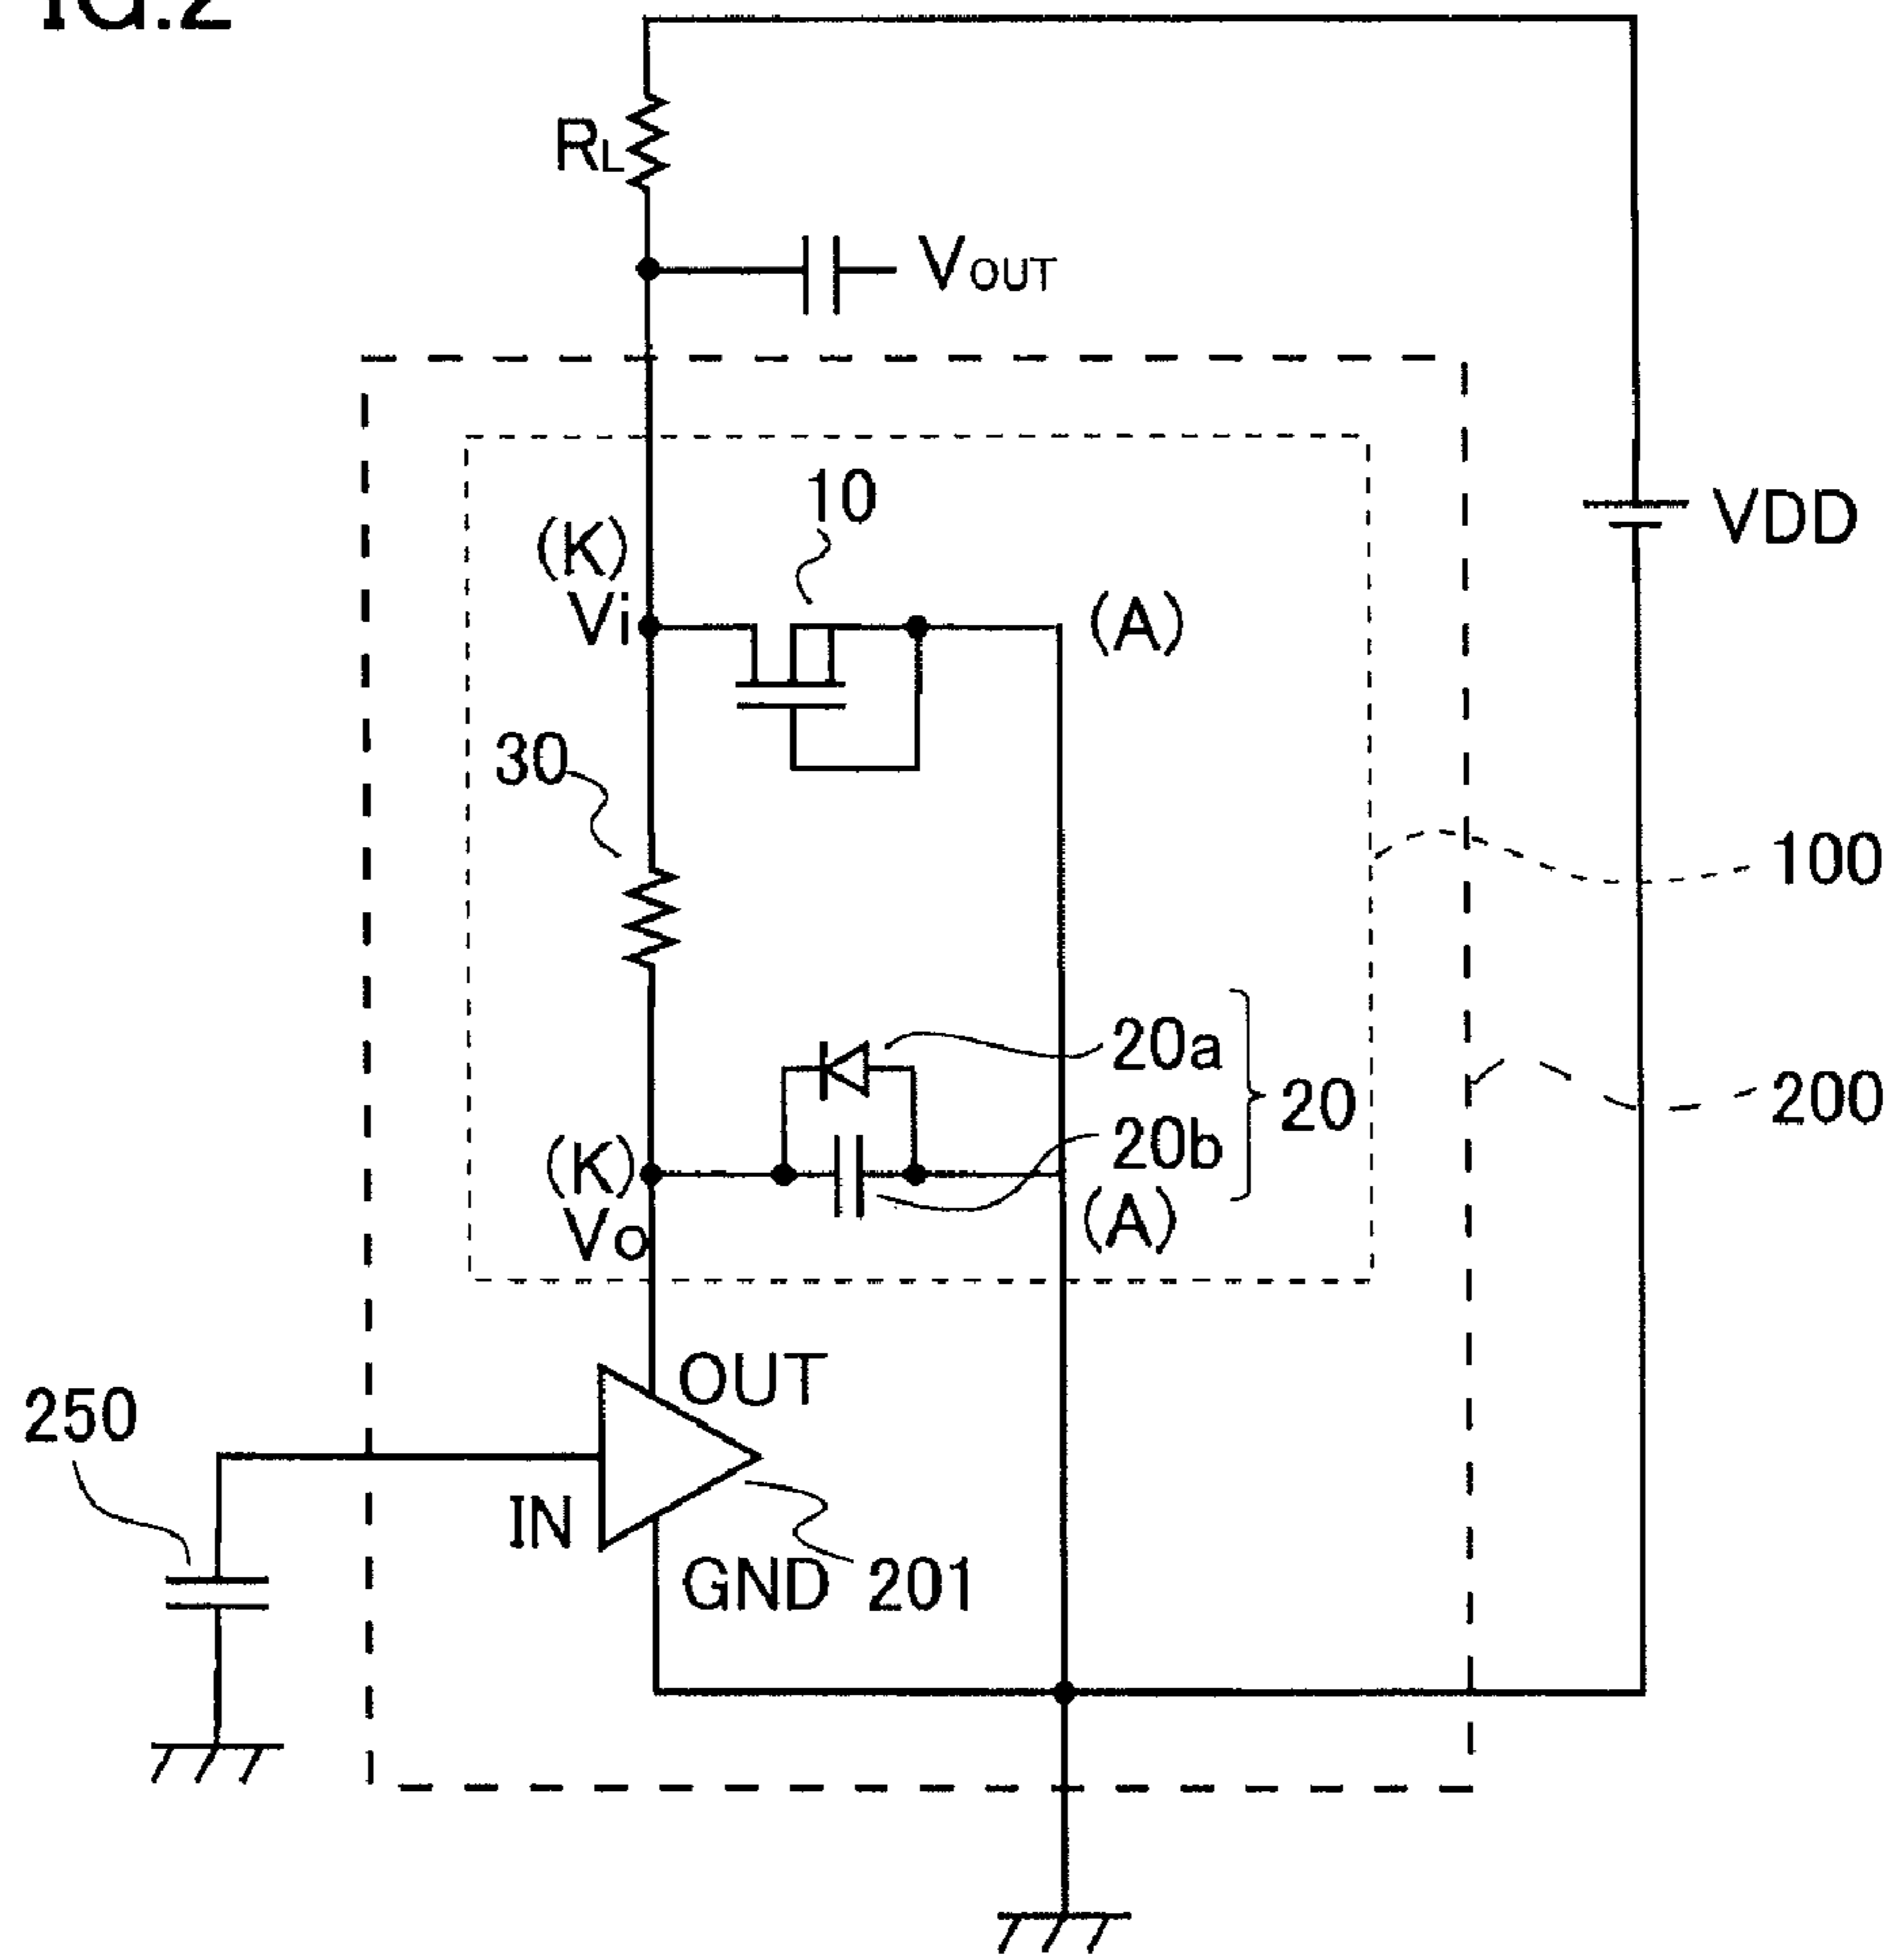 IG.2
RL
VOUT
10
(K)
Vi
(A)
VDD
30
100
20a
20
20b
200
(K)
Vo
(A)
OUT
250
IN
GND 201